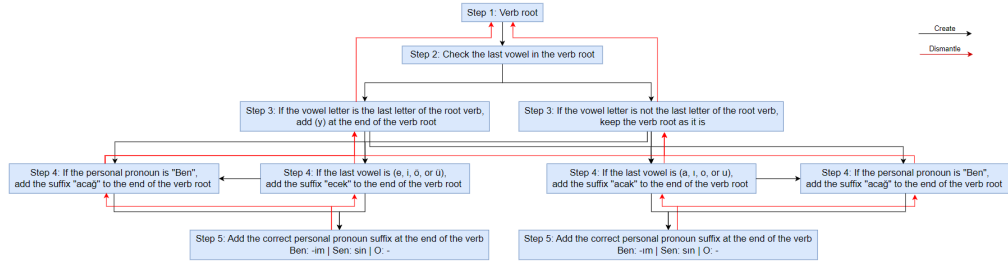 Step 1: Verb root
Create
Step 2: Check the last vowel in the verb root
Dismantle
Step 3: If the vowel letter is the last letter of the root verb,
add (y) at the end of the verb root
Step 3: If the vowel letter is not the last letter of the root verb,
keep the verb root as it is
Step 4: If the personal pronoun is "Ben",
add the suffix "acağ" to the end of the verb root
Step 4: If the last vowel is (e, i, ö, or ü),
add the suffix "ecek" to the end of the verb root
Step 4: If the last vowel is (a, ı, o, or u),
add the suffix "acak" to the end of the verb root
Step 4: If the personal pronoun is "Ben",
add the suffix "acağ" to the end of the verb root
Step 5: Add the correct personal pronoun suffix at the end of the verb
Ben: -im | Sen: sin | O: -
Step 5: Add the correct personal pronoun suffix at the end of the verb
Ben: -ım | Sen: sın | O: -